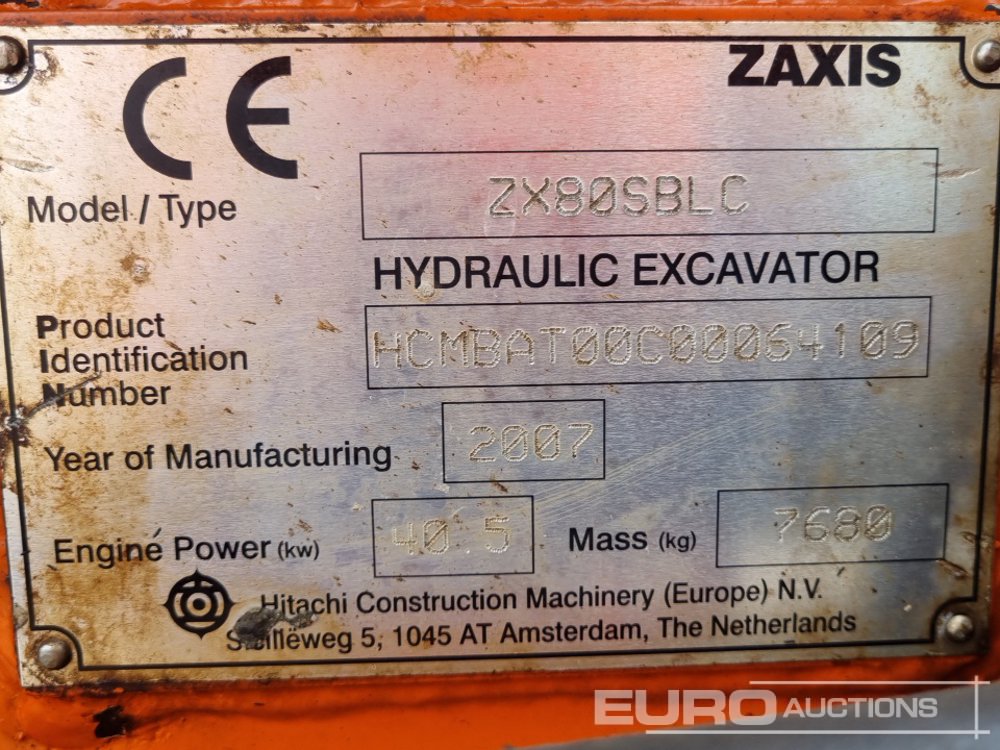 CE
ZAXIS
Model / Type
ZX80SBLC
HYDRAULIC EXCAVATOR
Product
Identification
Number
HCMBAT00C00064109
Year of Manufacturing
2007
Engine Power (kw)
40.5
Mass (kg)
7680
Hitachi Construction Machinery (Europe) N.V.
5, 1045 AT Amsterdam, The Netherlands
EURO AUCTIONS